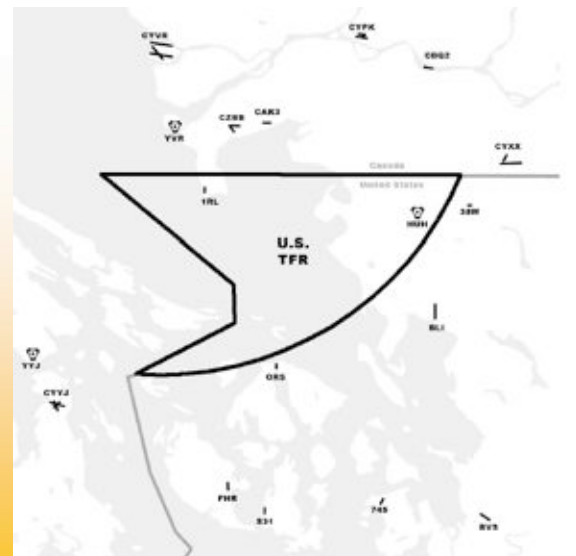 CYVR
CYPK
CBG2
CZBB
CAK3
YVR
CYXX
Canada
United States
1RL
HUH
38W
U.S.
TFR
BLI
YYJ
ORS
CYYJ
FHR
S31
74S
BVS